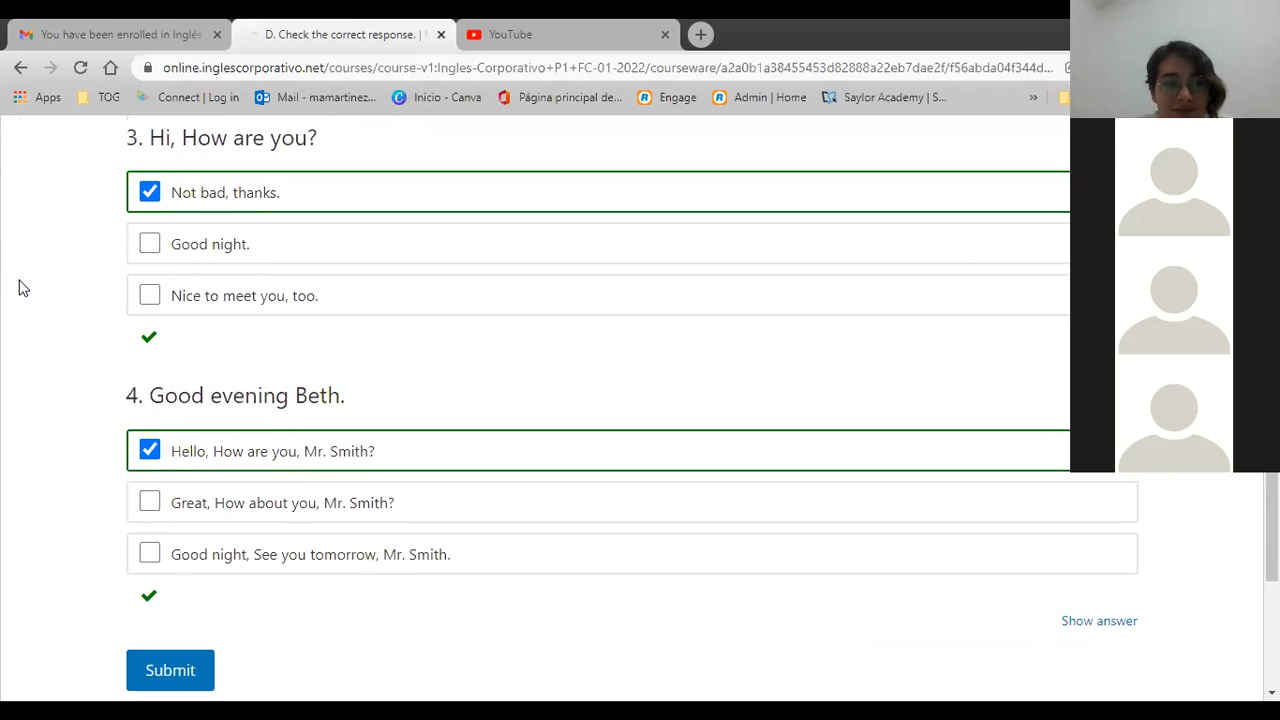 You have been enrolled in Inglés
D. Check the correct response. |
YouTube
online.inglescorporativo.net/courses/course-v1:Ingles-Corporativo+P1+FC-01-2022/courseware/a2a0b1a38455453d82888a22eb7dae2f/f56abda04f344d...
Apps
TOG
Connect | Log in
Mail - mamartinez...
Inicio - Canva
Página principal de...
Engage
Admin | Home
Saylor Academy | S...
3. Hi, How are you?
Not bad, thanks.
Good night.
Nice to meet you, too.
4. Good evening Beth.
Hello, How are you, Mr. Smith?
Great, How about you, Mr. Smith?
Good night, See you tomorrow, Mr. Smith.
Show answer
Submit